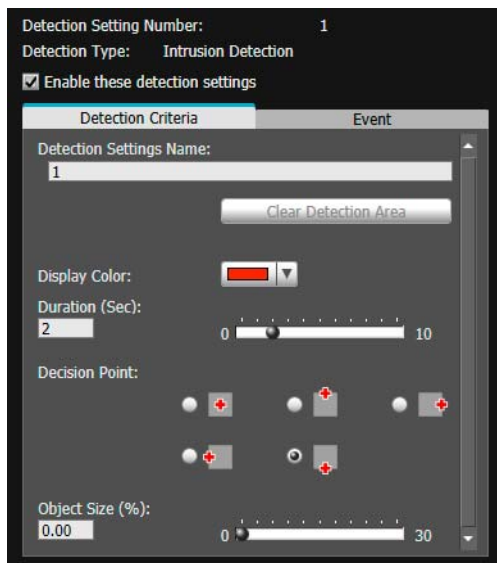 Detection Setting Number: 1
Detection Type: Intrusion Detection
Enable these detection settings
Detection Criteria Event
Detection Settings Name:
1
Clear Detection Area
Display Color:
Duration (Sec):
2
0 10
Decision Point:
Object Size (%):
0.00
0 30